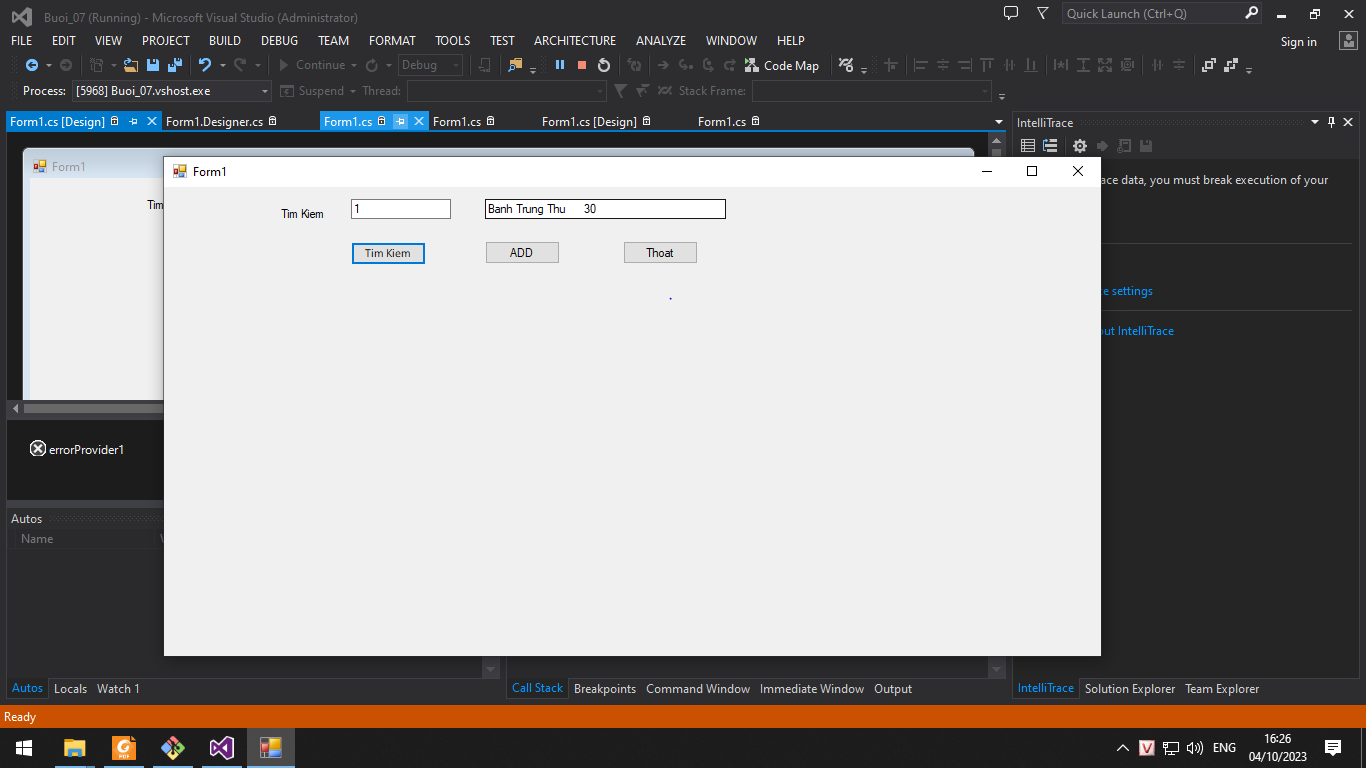 Buoi_07 (Running) - Microsoft Visual Studio (Administrator)
Quick Launch (Ctrl+Q)
FILE EDIT VIEW PROJECT BUILD DEBUG TEAM FORMAT TOOLS TEST ARCHITECTURE ANALYZE WINDOW HELP
Sign in
Continue Debug Code Map
Process: [5968] Buoi_07.vshost.exe Suspend Thread: Stack Frame:
Form1.cs [Design] Form1.Designer.cs Form1.cs Form1.cs Form1.cs [Design] Form1.cs
IntelliTrace
Form1
Form1
ace data, you must break execution of your
Tim
Tim Kiem 1 Banh Trung Thu 30
Tim Kiem ADD Thoat
e settings
out IntelliTrace
errorProvider1
Autos
Name
Autos Locals Watch 1
Call Stack Breakpoints Command Window Immediate Window Output
IntelliTrace Solution Explorer Team Explorer
Ready
PDF
V
ENG
16:26
04/10/2023